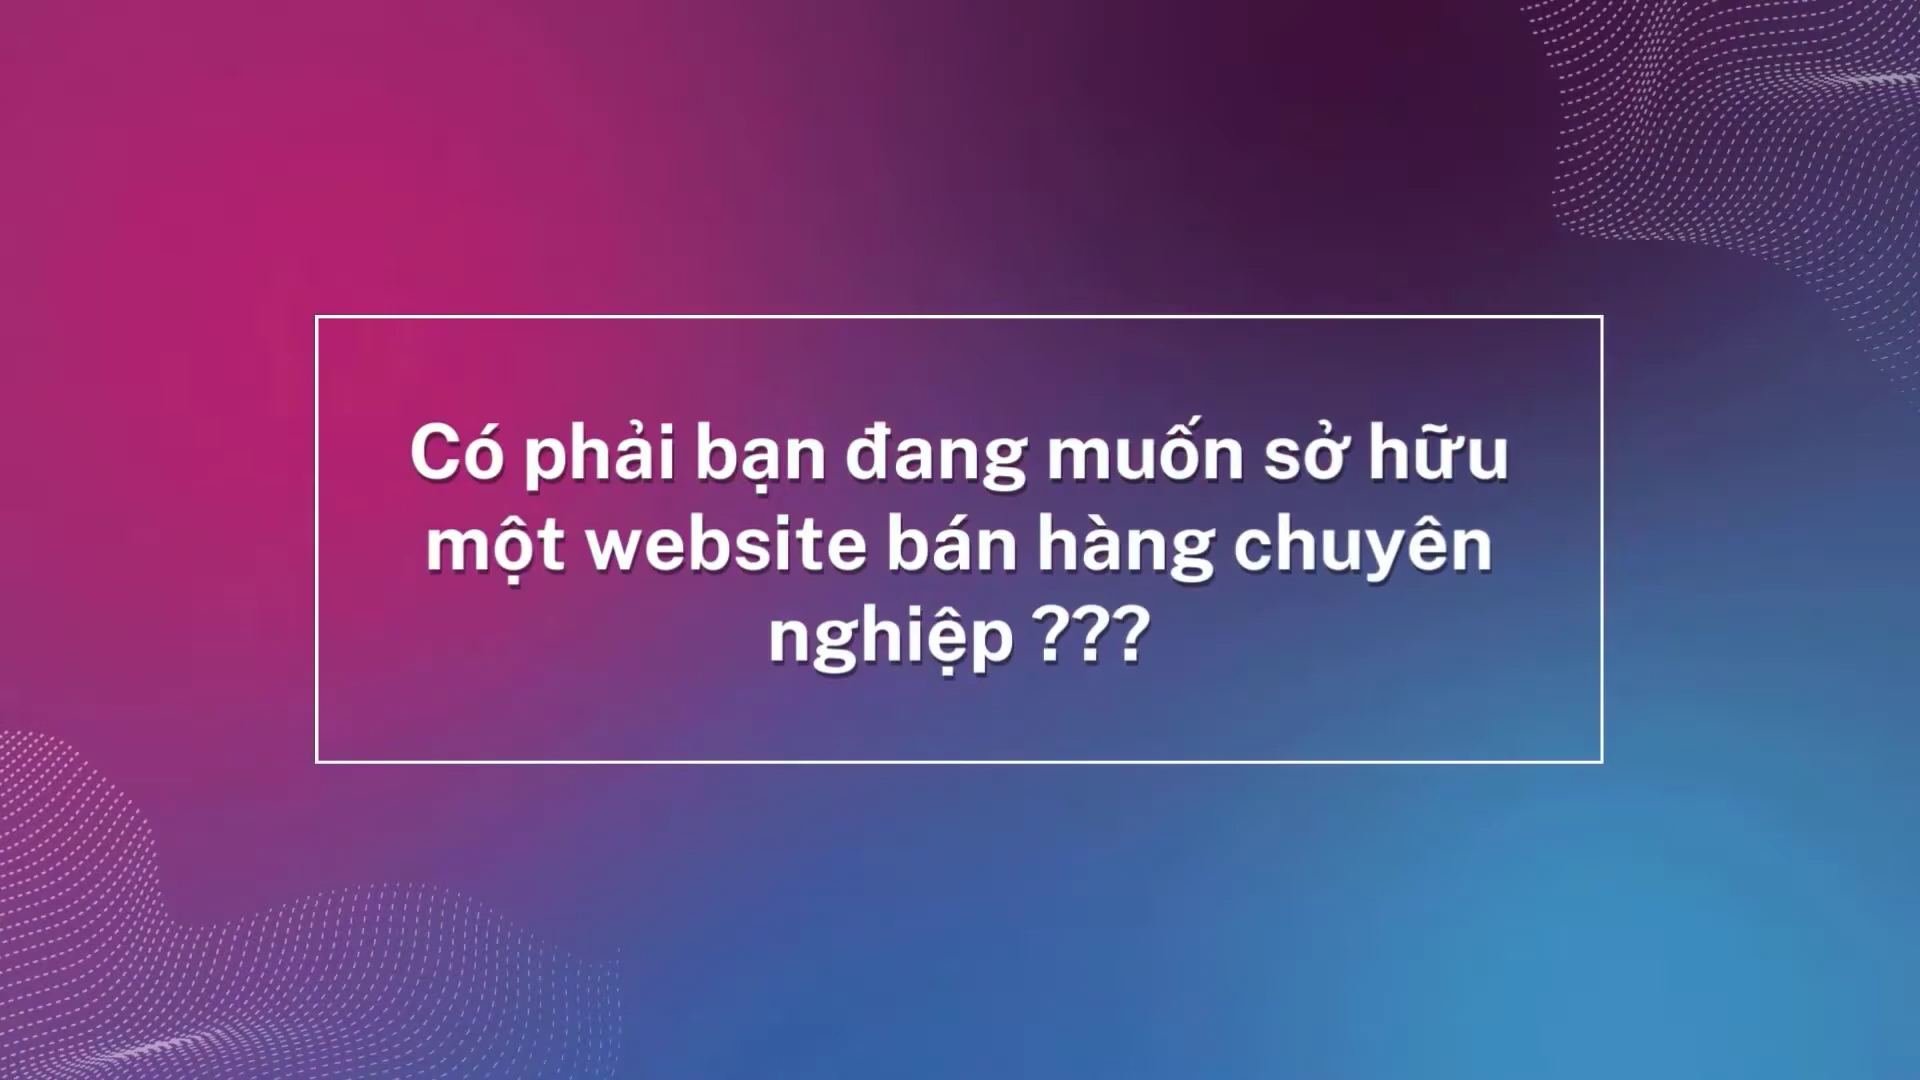 Có phải bạn đang muốn sở hữu
một website bán hàng chuyên
nghiệp ???